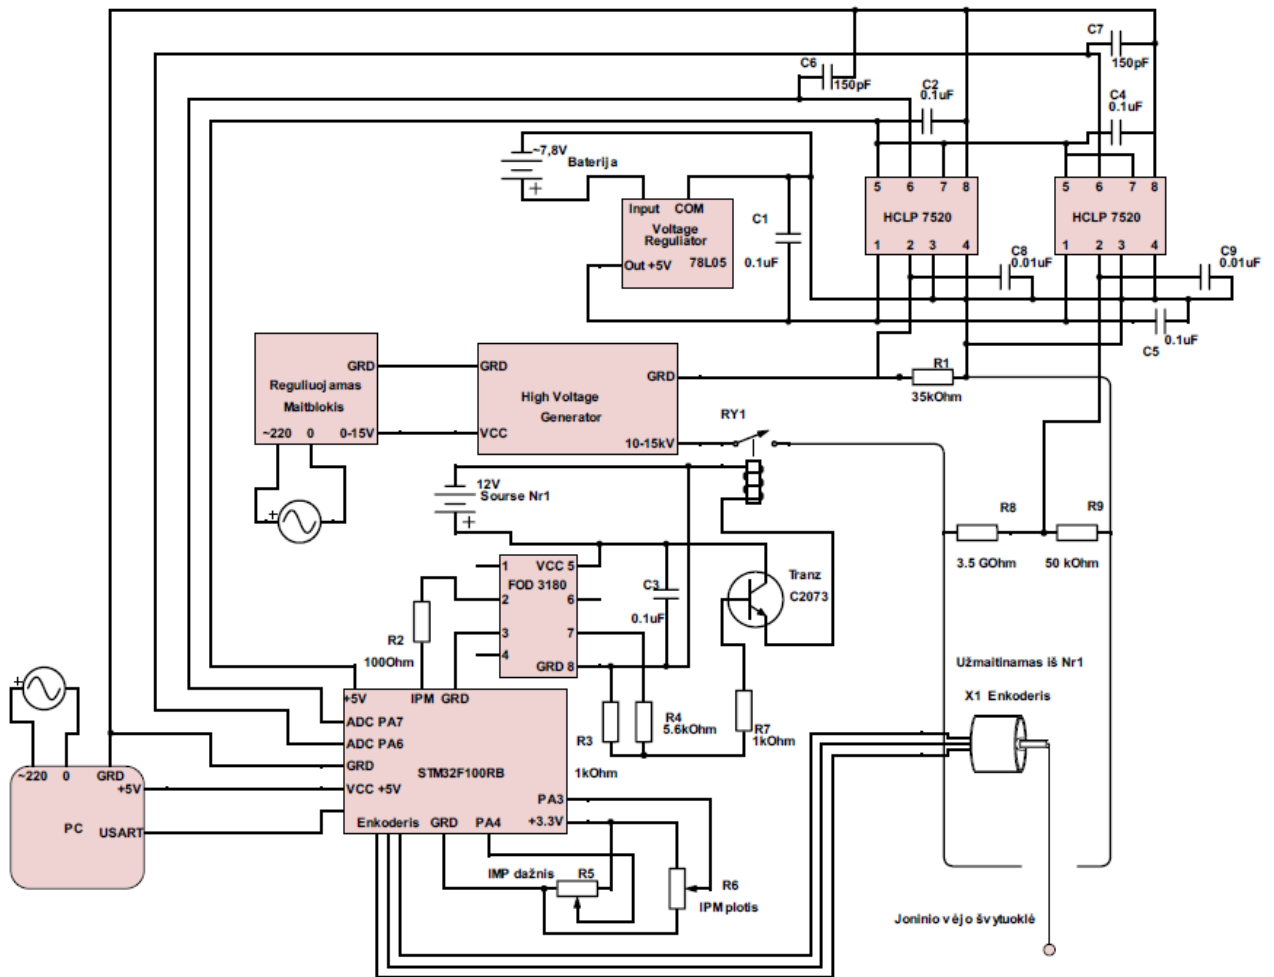 C7
150pF
C6
150pF
C2
0.1uF
C4
0.1uF
~7,8V
Baterija
+
5 6 7 8
HCLP 7520
1 2 3 4
5 6 7 8
HCLP 7520
1 2 3 4
Input COM
Voltage
Reguliator
78L05
Out +5V
C1
0.1uF
C8
0.01uF
C9
0.01uF
C5
0.1uF
GRD
Reguliuojamas
Maitblokis
~220 0 0-15V
+
GRD
High Voltage
Generator
VCC
GRD
10-15kV
R1
35kOhm
RY1
12V
Sourse Nr1
+
R8
3.5 GOhm
R9
50 kOhm
1 VCC 5
FOD 3180
2 6
3 7
4 GRD 8
C3
0.1uF
Tranz
C2073
R2
100Ohm
R3
1kOhm
R4
5.6kOhm
R7
1kOhm
Užmaitinamas iš Nr1
X1 Enkoderis
+
~220 0 GRD
+5V
PC
USART
+5V IPM GRD
ADC PA7
ADC PA6
GRD
STM32F100RB
VCC +5V
PA3
+3.3V
Enkoderis GRD PA4
IMP dažnis
R5
R6
IPM plotis
Joninio vėjo švytuoklė